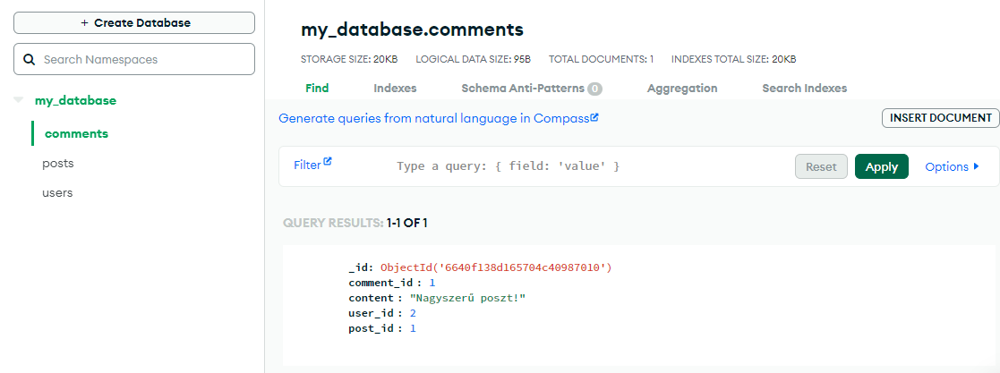 + Create Database
Search Namespaces
my_database
comments
posts
users
my_database.comments
STORAGE SIZE: 20KB LOGICAL DATA SIZE: 95B TOTAL DOCUMENTS: 1 INDEXES TOTAL SIZE: 20KB
Find Indexes Schema Anti-Patterns 0 Aggregation Search Indexes
Generate queries from natural language in Compass
INSERT DOCUMENT
Filter Type a query: { field: 'value' } Reset Apply Options
QUERY RESULTS: 1-1 OF 1
_id: ObjectId('6640f138d165704c40987010')
comment_id : 1
content : "Nagyszerű poszt!"
user_id : 2
post_id : 1